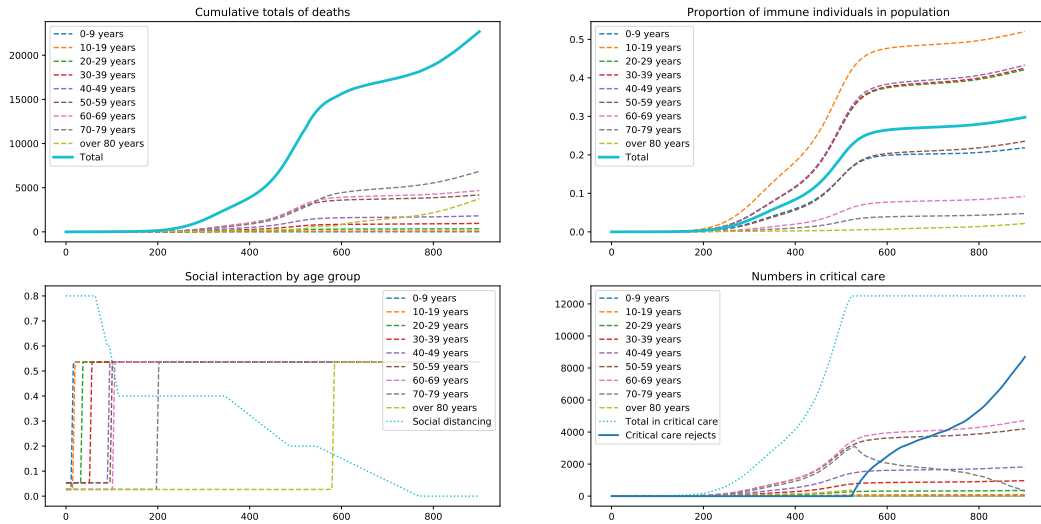 Cumulative totals of deaths
0-9 years
10-19 years
20-29 years
30-39 years
40-49 years
50-59 years
60-69 years
70-79 years
over 80 years
Total
20000
15000
10000
5000
0
0 200 400 600 800
Proportion of immune individuals in population
0-9 years
10-19 years
20-29 years
30-39 years
40-49 years
50-59 years
60-69 years
70-79 years
over 80 years
Total
0.5
0.4
0.3
0.2
0.1
0.0
0 200 400 600 800
Social interaction by age group
0-9 years
10-19 years
20-29 years
30-39 years
40-49 years
50-59 years
60-69 years
70-79 years
over 80 years
Social distancing
0.8
0.7
0.6
0.5
0.4
0.3
0.2
0.1
0.0
0 200 400 600 800
Numbers in critical care
0-9 years
10-19 years
20-29 years
30-39 years
40-49 years
50-59 years
60-69 years
70-79 years
over 80 years
Total in critical care
Critical care rejects
12000
10000
8000
6000
4000
2000
0
0 200 400 600 800